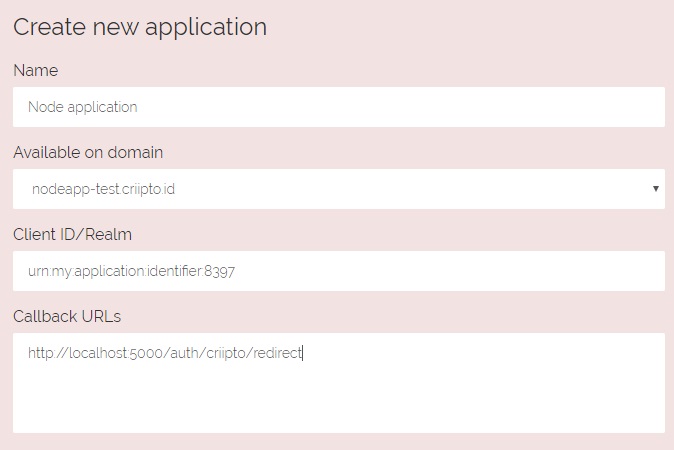 Create new application
Name
Node application
Available on domain
nodeapp-test.criipto.id
Client ID/Realm
urn:my:application:identifier:8397
Callback URLs
http://localhost:5000/auth/criipto/redirect